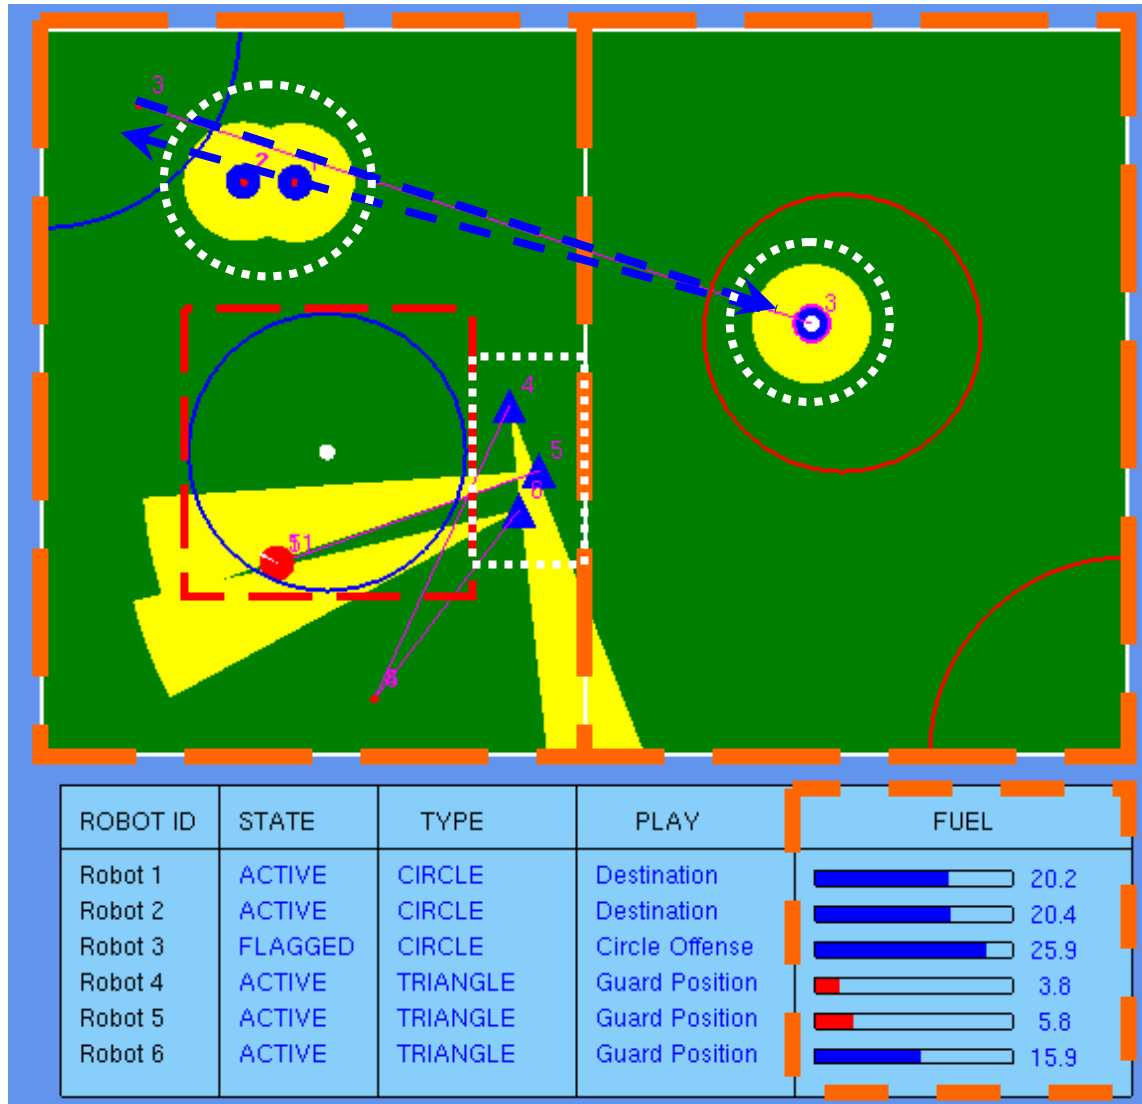 3
2
3
4
5
6
ROBOT ID STATE TYPE PLAY FUEL
Robot 1 ACTIVE CIRCLE Destination 20.2
Robot 2 ACTIVE CIRCLE Destination 20.4
Robot 3 FLAGGED CIRCLE Circle Offense 25.9
Robot 4 ACTIVE TRIANGLE Guard Position 3.8
Robot 5 ACTIVE TRIANGLE Guard Position 5.8
Robot 6 ACTIVE TRIANGLE Guard Position 15.9